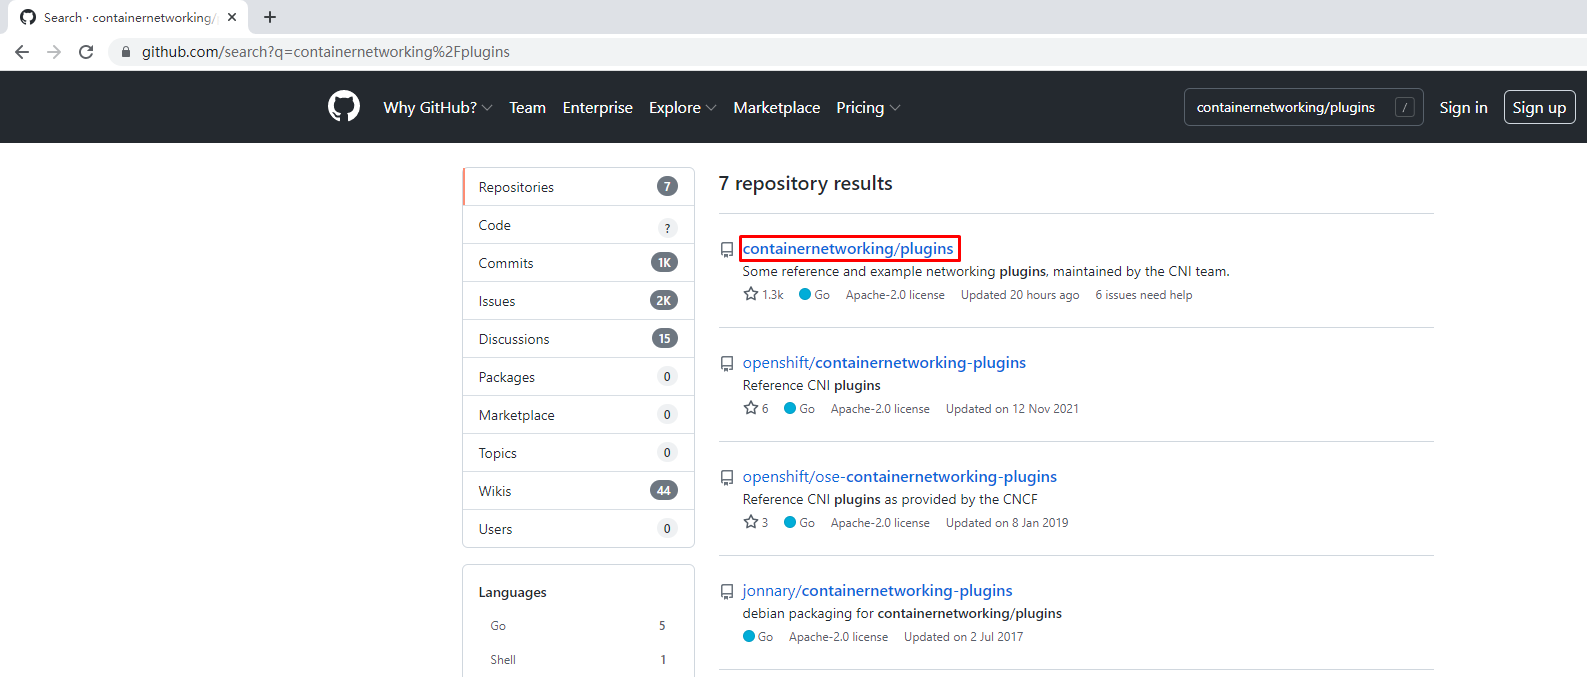 Search · containernetworking/
github.com/search?q=containernetworking%2Fplugins
Why GitHub? Team Enterprise Explore Marketplace Pricing containernetworking/plugins / Sign in Sign up
Repositories 7
Code ?
Commits 1K
Issues 2K
Discussions 15
Packages 0
Marketplace 0
Topics 0
Wikis 44
Users 0
Languages
Go 5
Shell 1
7 repository results
containernetworking/plugins
Some reference and example networking plugins, maintained by the CNI team.
1.3k Go Apache-2.0 license Updated 20 hours ago 6 issues need help
openshift/containernetworking-plugins
Reference CNI plugins
6 Go Apache-2.0 license Updated on 12 Nov 2021
openshift/ose-containernetworking-plugins
Reference CNI plugins as provided by the CNCF
3 Go Apache-2.0 license Updated on 8 Jan 2019
jonnary/containernetworking-plugins
debian packaging for containernetworking/plugins
Go Apache-2.0 license Updated on 2 Jul 2017